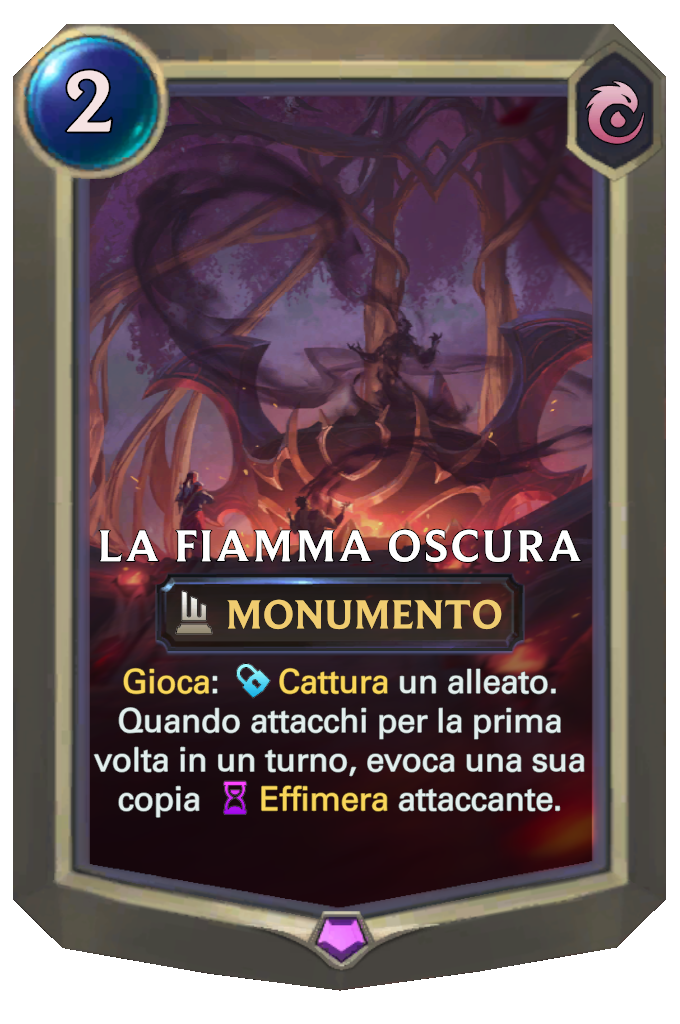 2
LA FIAMMA OSCURA
MONUMENTO
Gioca: Cattura un alleato.
Quando attacchi per la prima
volta in un turno, evoca una sua
copia Effimera attaccante.